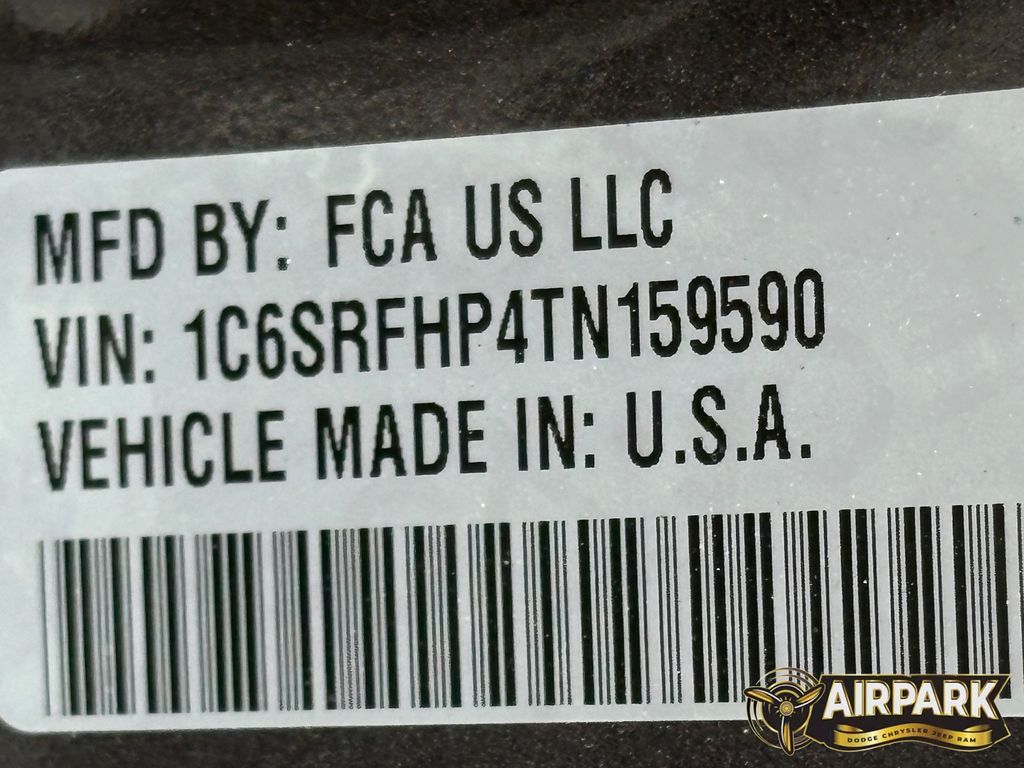 MFD BY: FCA US LLC
VIN: 1C6SRFHP4TN159590
VEHICLE MADE IN: U.S.A.
AIRPARK
DODGE CHRYSLER JEEP RAM